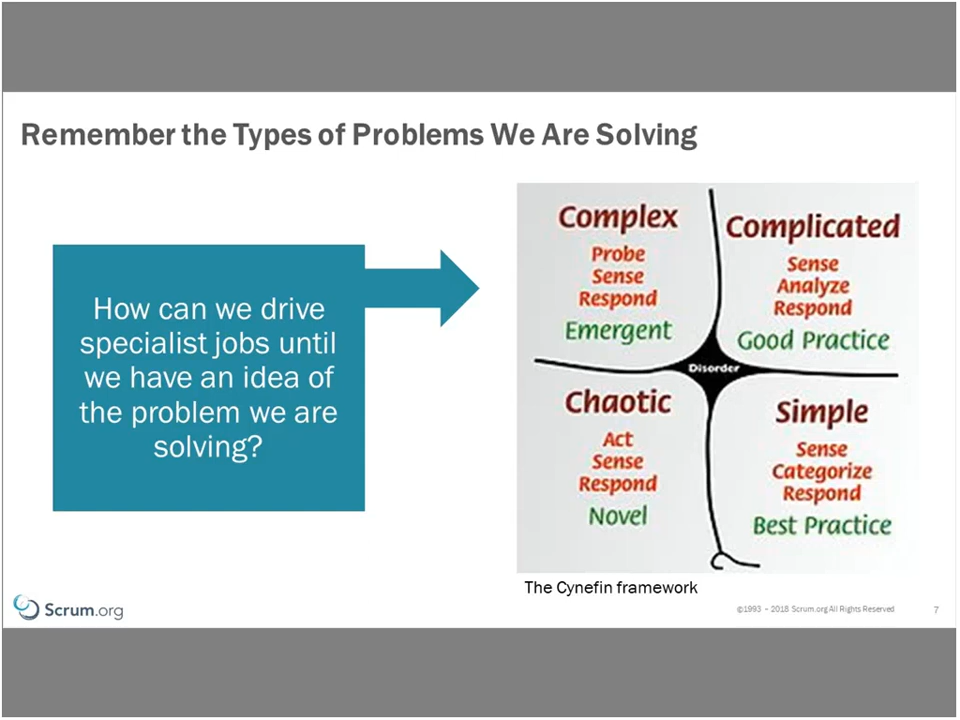 Remember the Types of Problems We Are Solving
How can we drive
specialist jobs until
we have an idea of
the problem we are
solving?
Complex
Probe
Sense
Respond
Emergent
Complicated
Sense
Analyze
Respond
Good Practice
Disorder
Chaotic
Act
Sense
Respond
Novel
Simple
Sense
Categorize
Respond
Best Practice
The Cynefin framework
Scrum.org
©1993 – 2018 Scrum.org All Rights Reserved
7